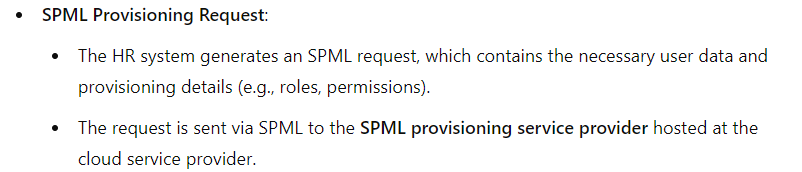 • SPML Provisioning Request:
• The HR system generates an SPML request, which contains the necessary user data and
provisioning details (e.g., roles, permissions).
• The request is sent via SPML to the SPML provisioning service provider hosted at the
cloud service provider.